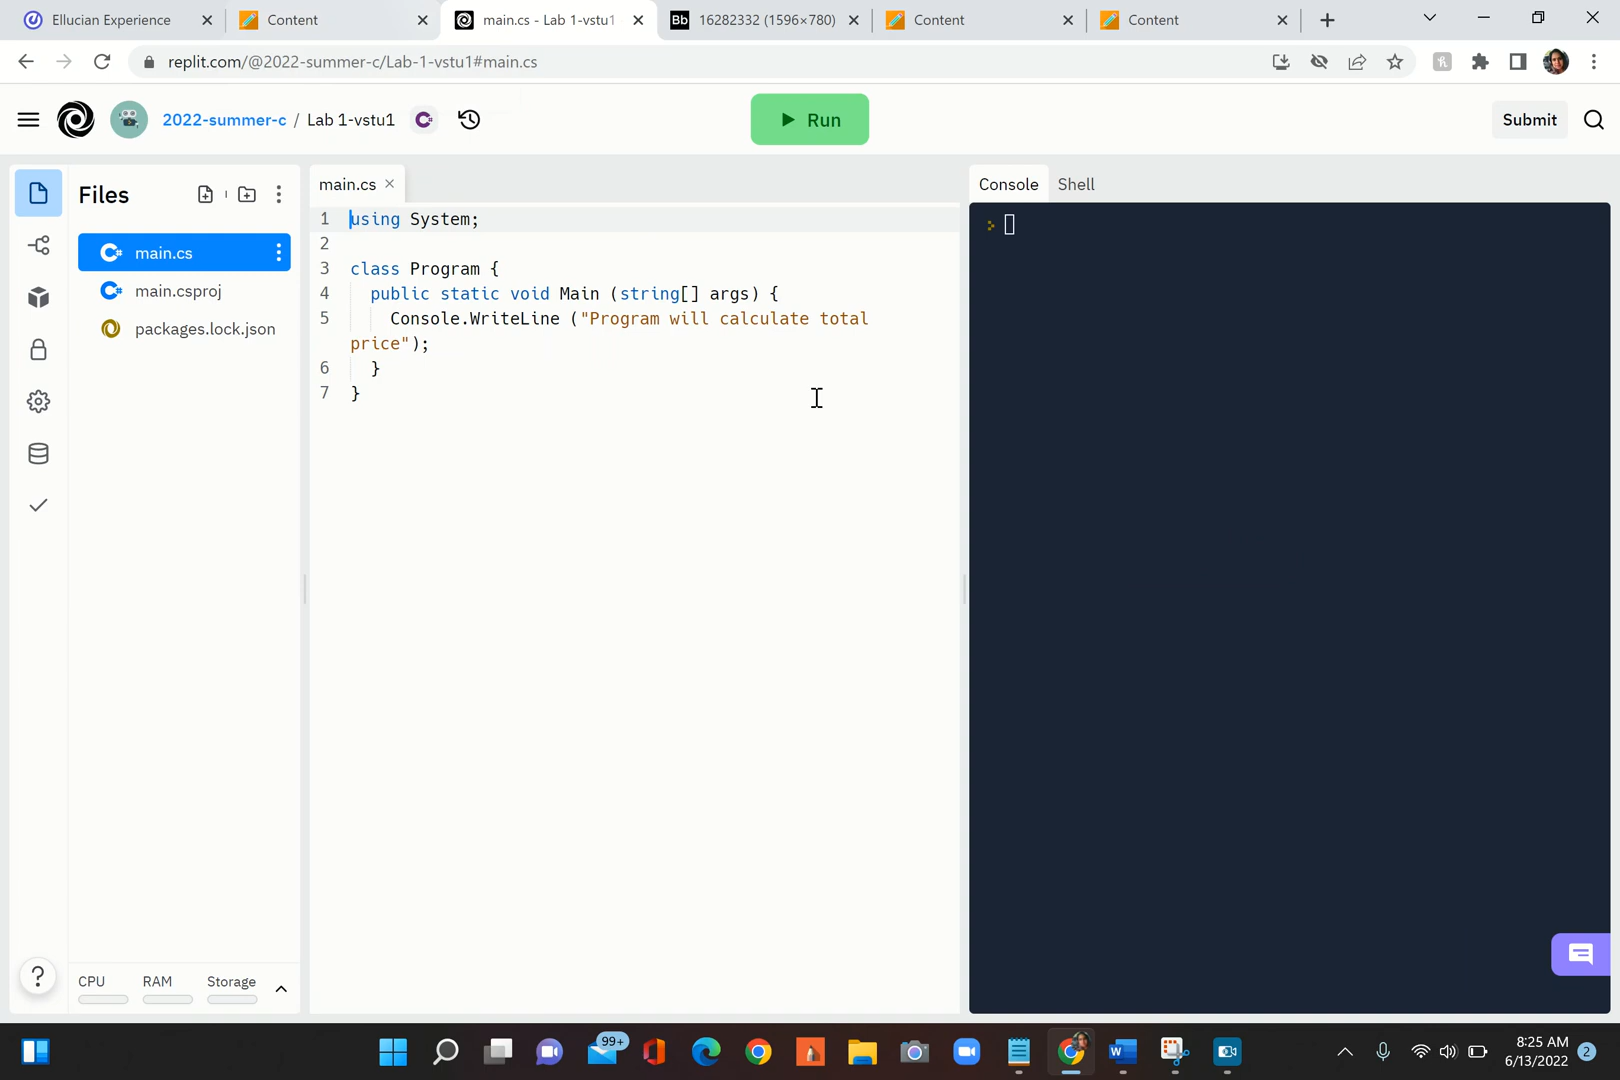 Ellucian Experience
Content
main.cs - Lab 1-vstu1
Bb 16282332 (1596×780)
Content
Content
replit.com/@2022-summer-c/Lab-1-vstu1#main.cs
2022-summer-c / Lab 1-vstu1
Run
Submit
Files
main.cs
main.csproj
packages.lock.json
main.cs
1 using System;
2
3 class Program {
4 public static void Main (string[] args) {
5 Console.WriteLine ("Program will calculate total
price");
6 }
7 }
Console Shell
CPU RAM Storage
?
99+
8:25 AM
6/13/2022
2